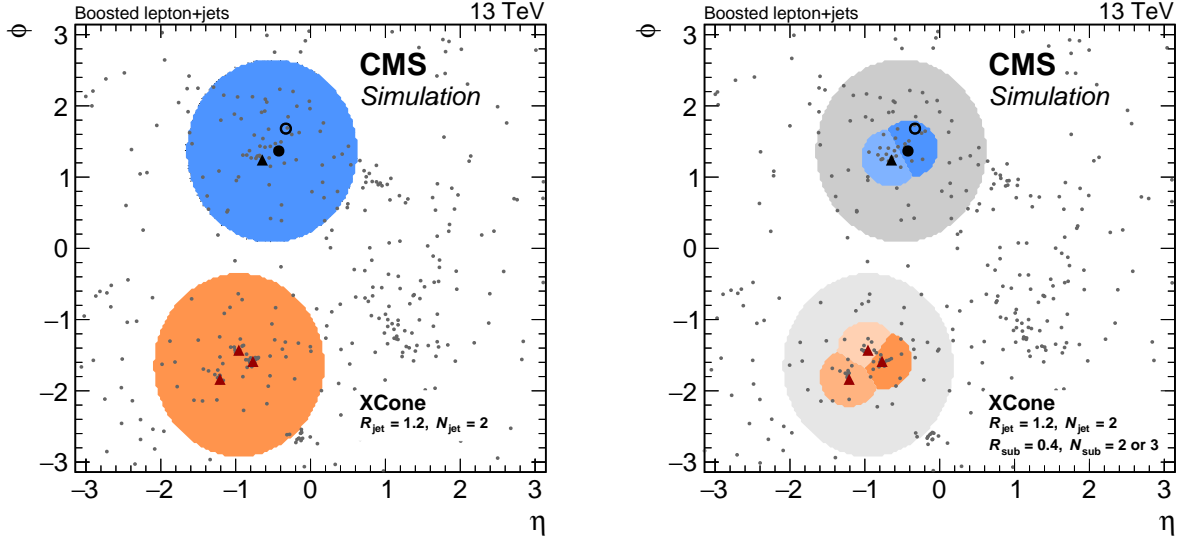 Boosted lepton+jets 13 TeV
ϕ
3
2
1
0
−1
−2
−3
CMS
Simulation
XCone
R_jet = 1.2, N_jet = 2
−3 −2 −1 0 1 2 3
η
Boosted lepton+jets 13 TeV
ϕ
3
2
1
0
−1
−2
−3
CMS
Simulation
XCone
R_jet = 1.2, N_jet = 2
R_sub = 0.4, N_sub = 2 or 3
−3 −2 −1 0 1 2 3
η